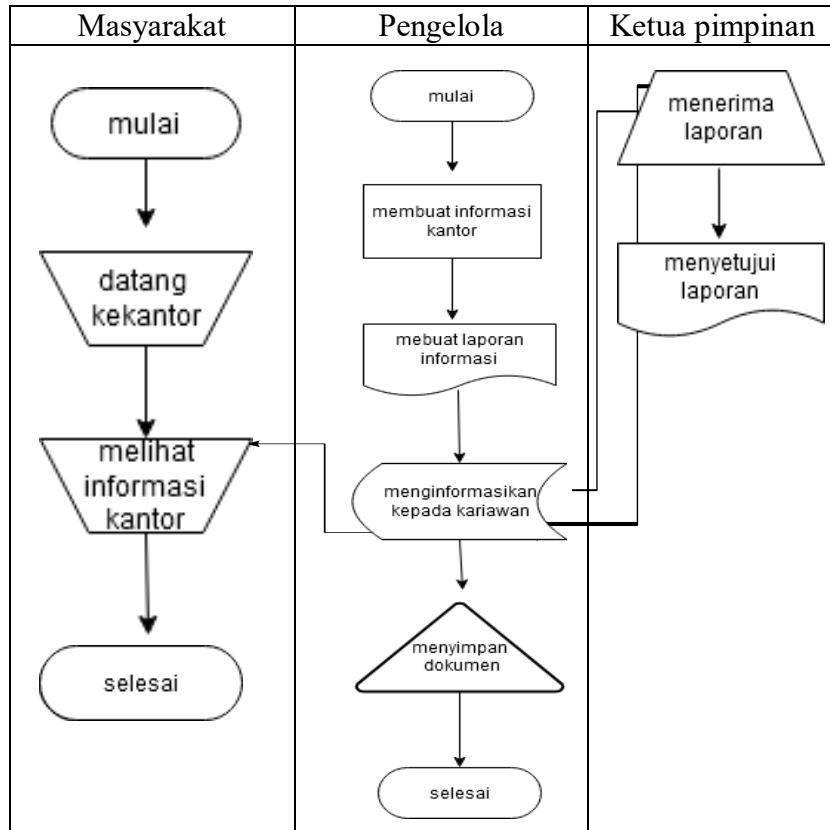 Masyarakat
Pengelola
Ketua pimpinan
mulai
datang
kekantor
melihat
informasi
kantor
selesai
mulai
membuat informasi
kantor
mebuat laporan
informasi
menginformasikan
kepada kariawan
menyimpan
dokumen
selesai
menerima
laporan
menyetujui
laporan